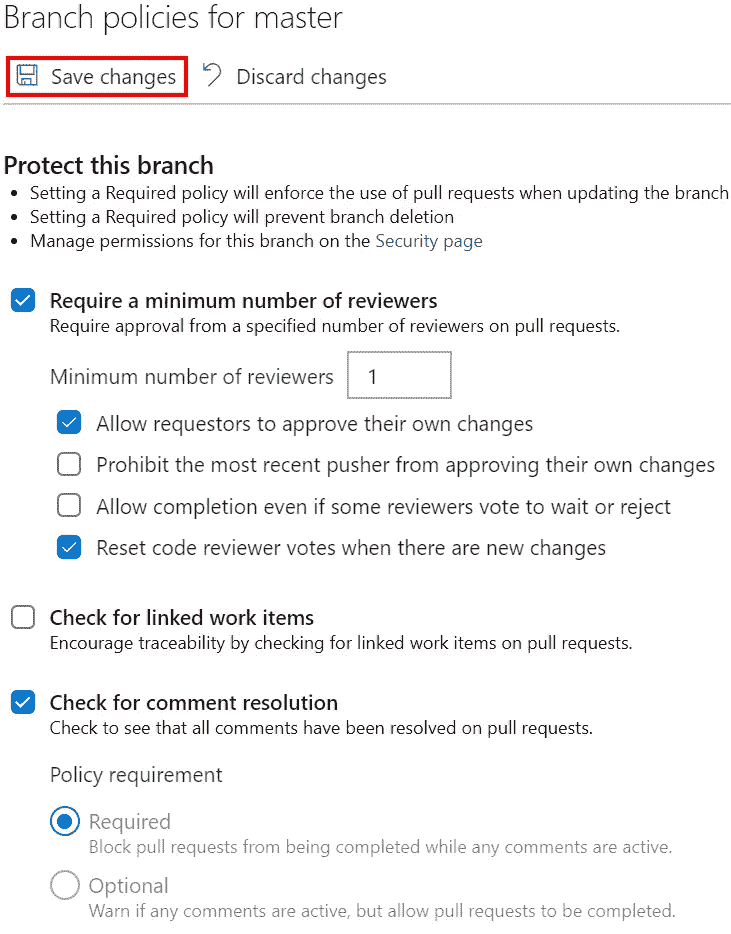 Branch policies for master
Save changes Discard changes
Protect this branch
• Setting a Required policy will enforce the use of pull requests when updating the branch
• Setting a Required policy will prevent branch deletion
• Manage permissions for this branch on the Security page
Require a minimum number of reviewers
Require approval from a specified number of reviewers on pull requests.
Minimum number of reviewers 1
Allow requestors to approve their own changes
Prohibit the most recent pusher from approving their own changes
Allow completion even if some reviewers vote to wait or reject
Reset code reviewer votes when there are new changes
Check for linked work items
Encourage traceability by checking for linked work items on pull requests.
Check for comment resolution
Check to see that all comments have been resolved on pull requests.
Policy requirement
Required
Block pull requests from being completed while any comments are active.
Optional
Warn if any comments are active, but allow pull requests to be completed.